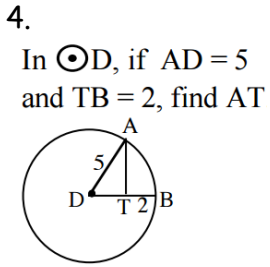 4.
In ⊙D, if AD = 5
and TB = 2, find AT
A
5
D T 2 B